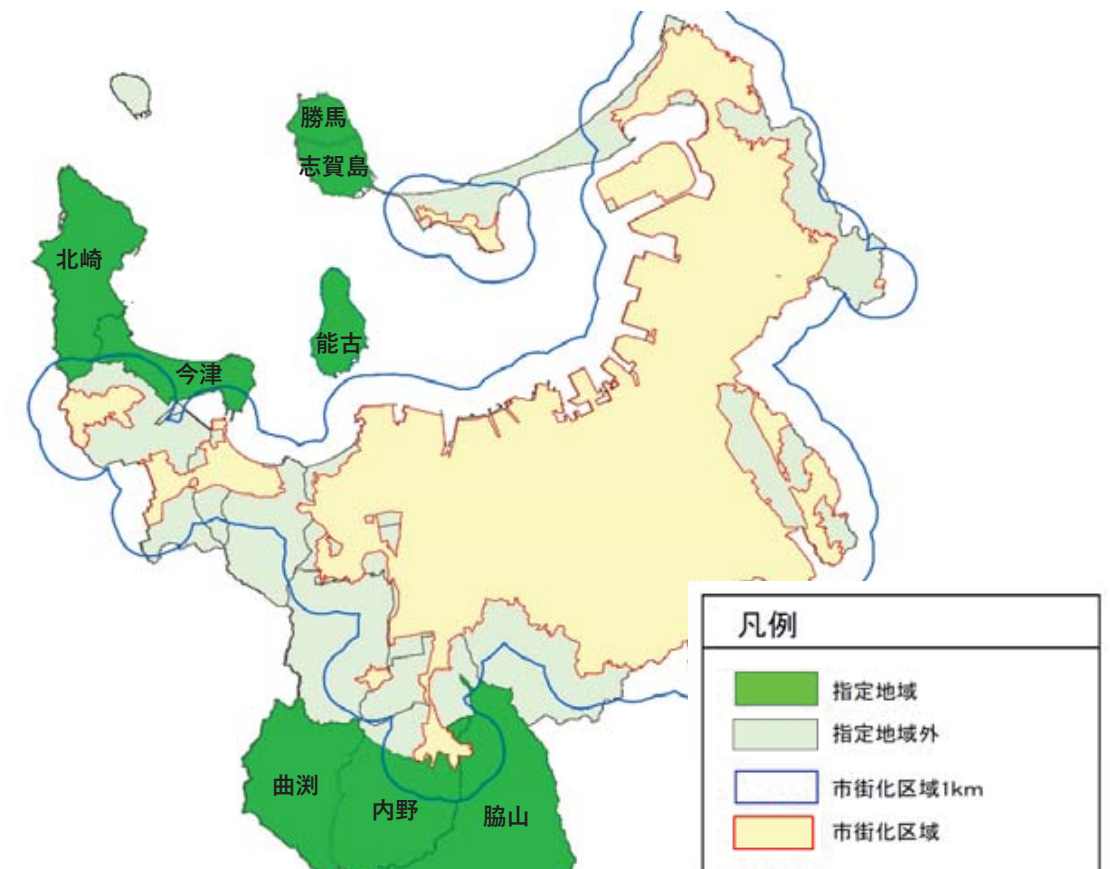 勝馬
志賀島
北崎
能古
今津
曲渕
内野
脇山
凡例
指定地域
指定地域外
市街化区域1km
市街化区域